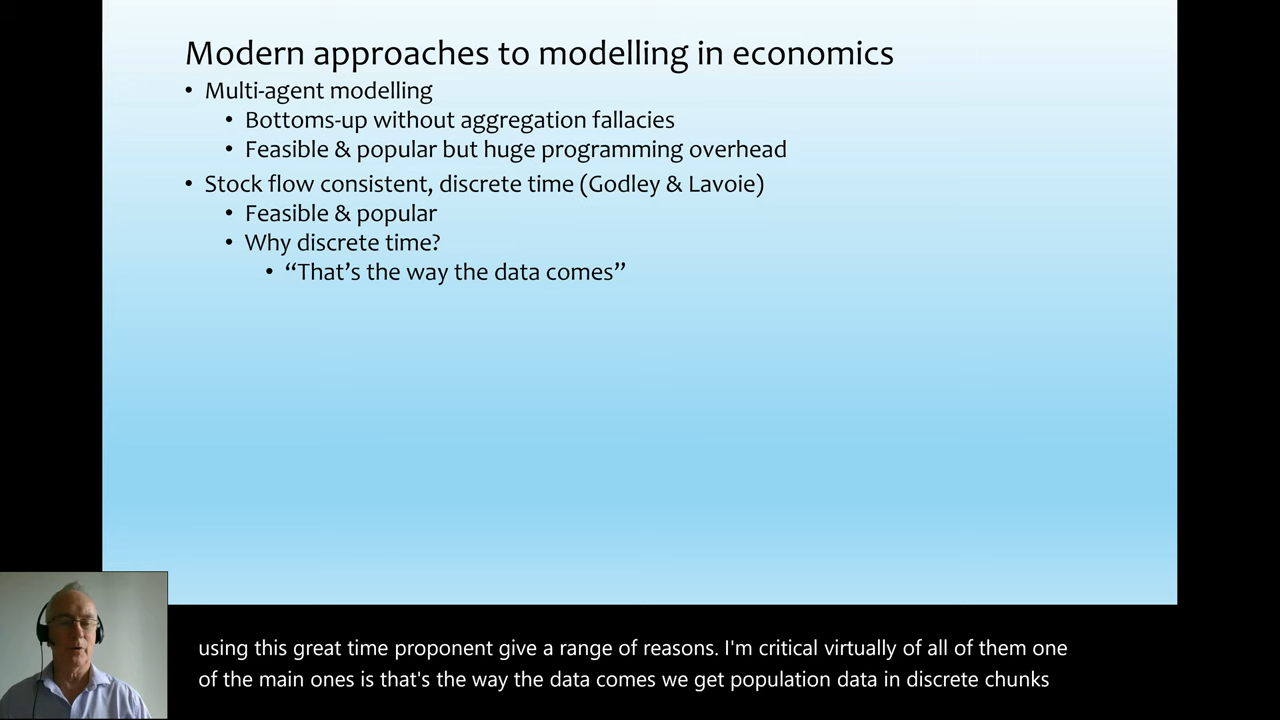 Modern approaches to modelling in economics
• Multi-agent modelling
• Bottoms-up without aggregation fallacies
• Feasible & popular but huge programming overhead
• Stock flow consistent, discrete time (Godley & Lavoie)
• Feasible & popular
• Why discrete time?
• “That’s the way the data comes”
using this great time proponent give a range of reasons. I'm critical virtually of all of them one
of the main ones is that's the way the data comes we get population data in discrete chunks